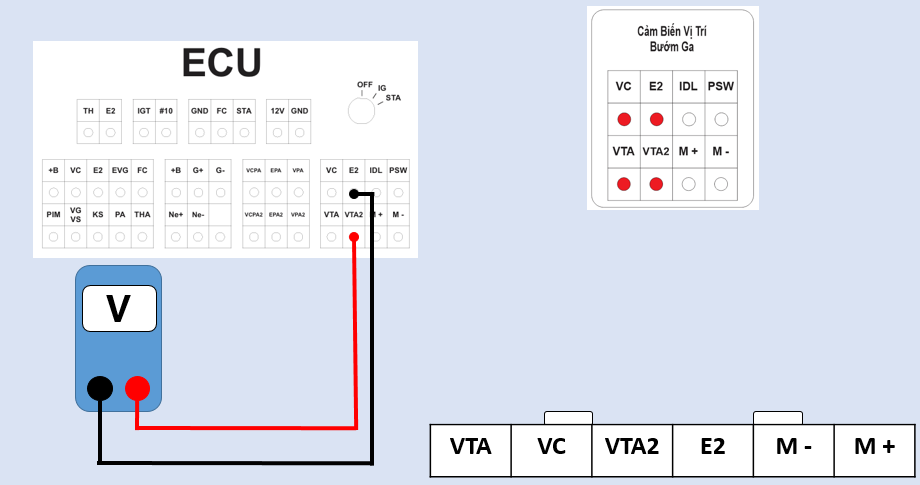 ECU
OFF
IG
STA
TH E2 IGT #10 GND FC STA 12V GND
+B VC E2 EVG FC +B G+ G- VCPA EPA VPA VC E2 IDL PSW
PIM VG VS KS PA THA Ne+ Ne- VCPA2 EPA2 VPA2 VTA VTA2 M + M -
V
Cảm Biến Vị Trí
Bướm Ga
VC E2 IDL PSW
VTA VTA2 M + M -
VTA VC VTA2 E2 M - M +